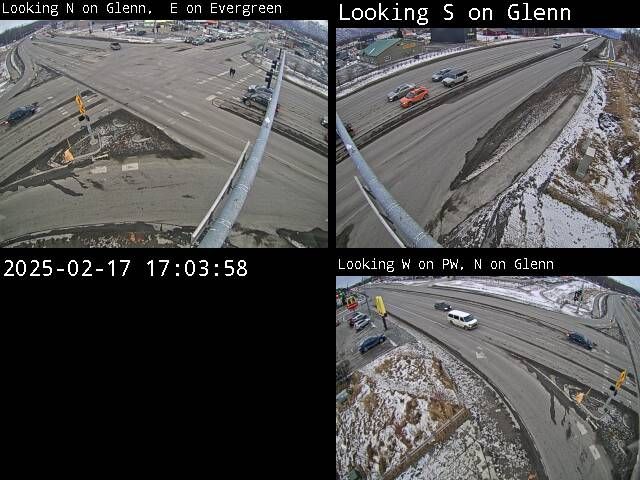 Looking N on Glenn,  E on Evergreen
Looking S on Glenn
2025-02-17 17:03:58
Looking W on PW, N on Glenn